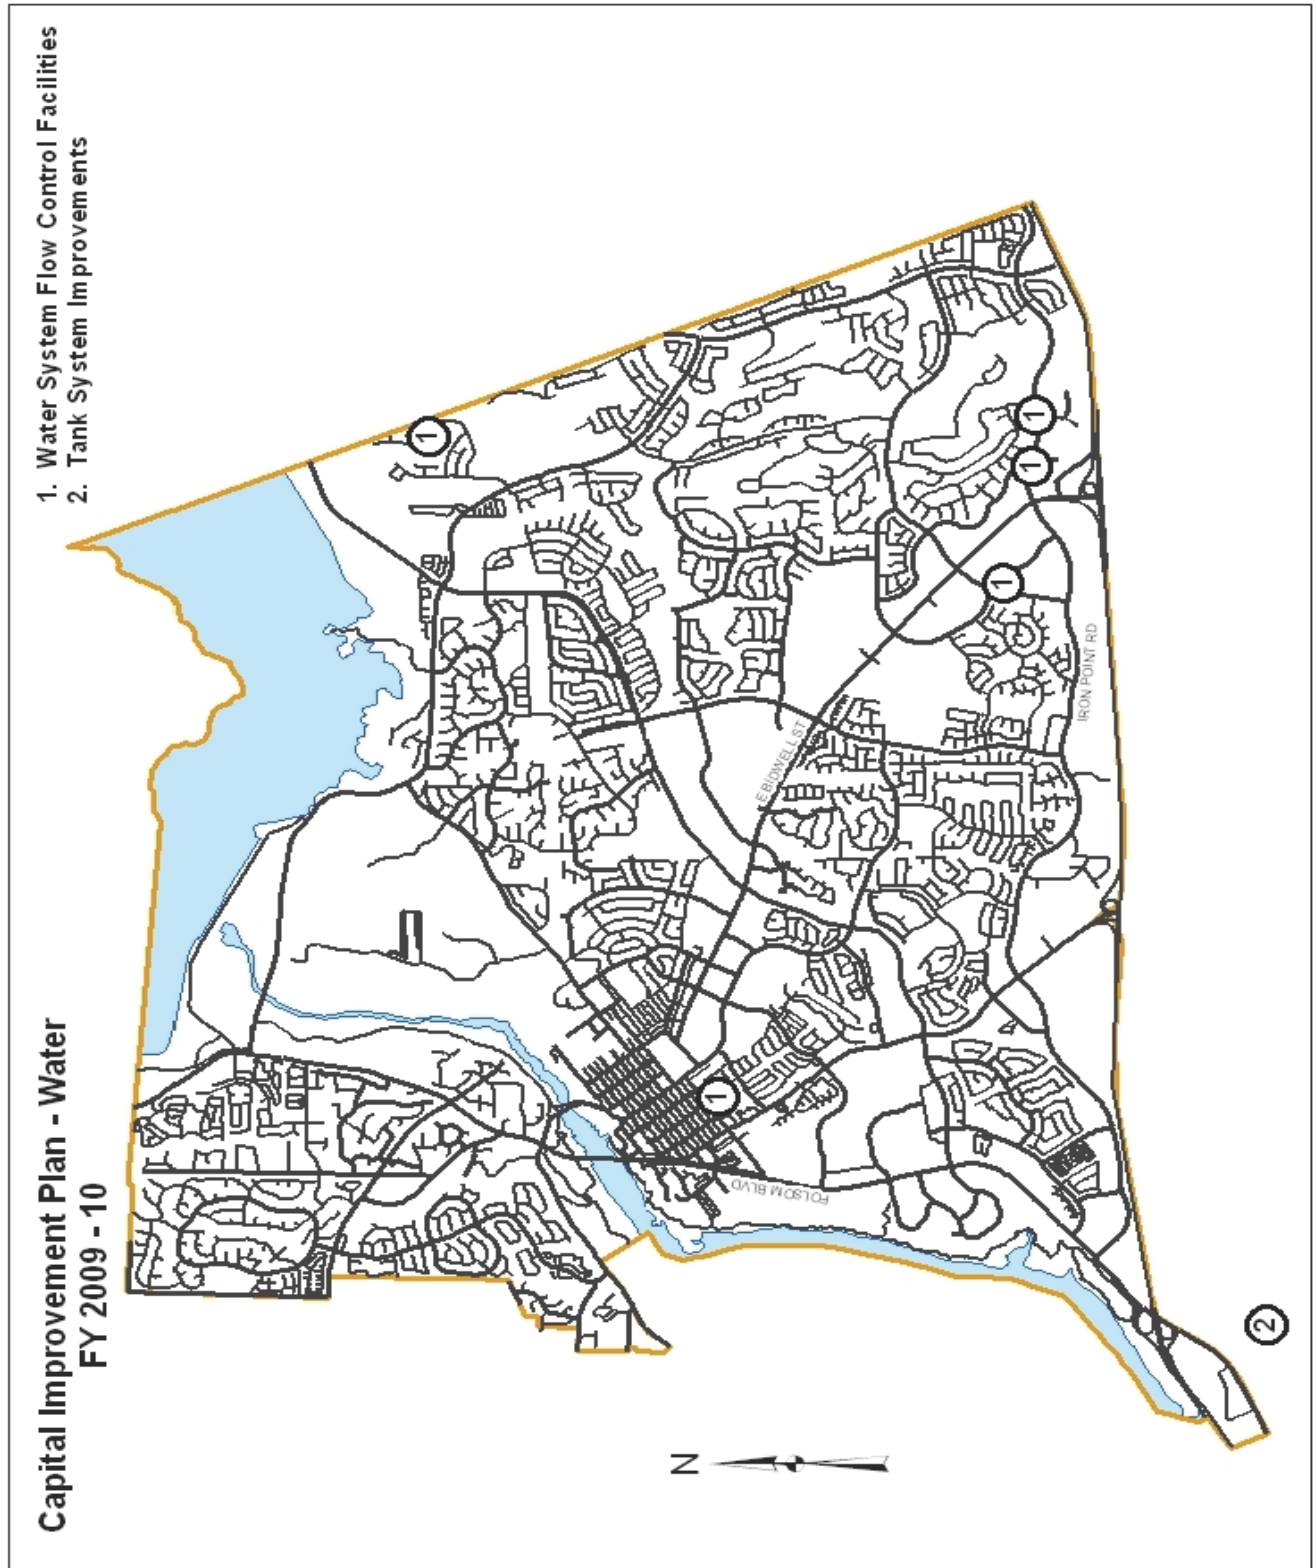 Capital Improvement Plan - Water
FY 2009 -10
1. Water System Flow Control Facilities
2. Tank System Improvements
1
1
1
1
1
E BIDWELL ST
IRON POINT RD
FOLSOM BLVD
2
N